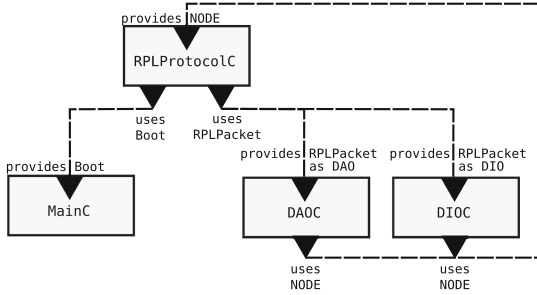 provides NODE
RPLProtocolC
uses
Boot
uses
RPLPacket
provides Boot
MainC
provides RPLPacket
as DAO
DAOC
provides RPLPacket
as DIO
DIOC
uses
NODE
uses
NODE